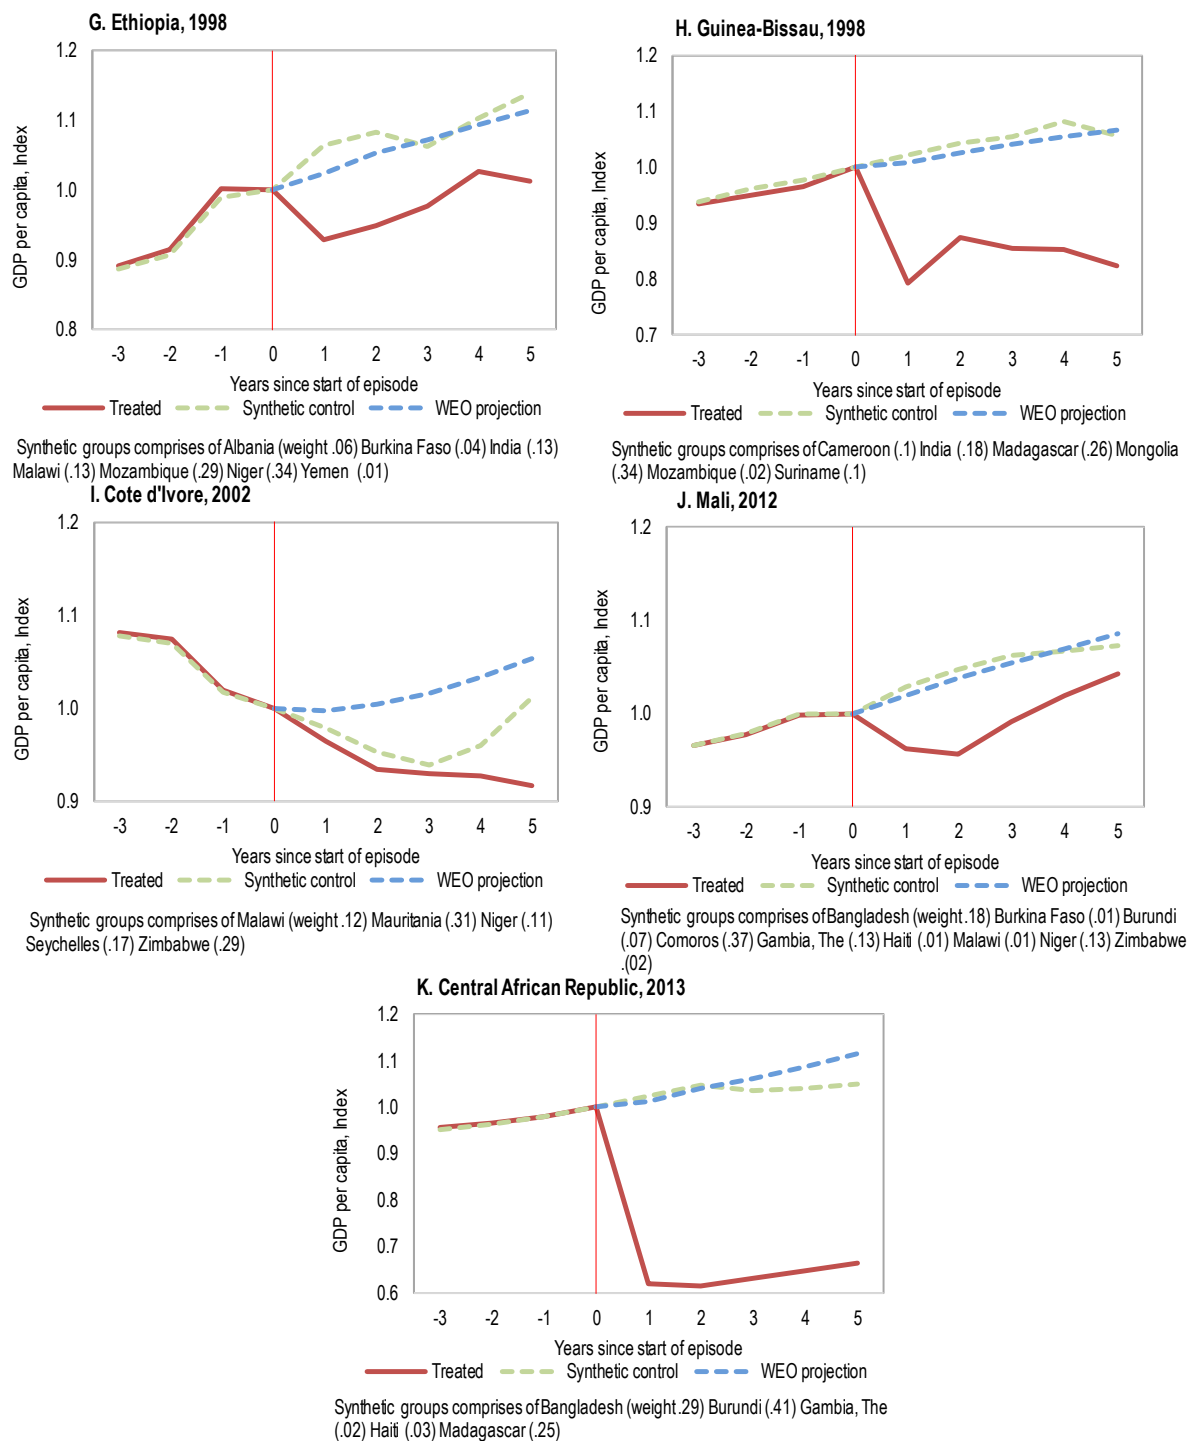 G. Ethiopia, 1998
GDP per capita, Index
1.2
1.1
1.0
0.9
0.8
-3 -2 -1 0 1 2 3 4 5
Years since start of episode
Treated Synthetic control WEO projection
Synthetic groups comprises of Albania (weight .06) Burkina Faso (.04) India (.13)
Malawi (.13) Mozambique (.29) Niger (.34) Yemen (.01)
H. Guinea-Bissau, 1998
GDP per capita, Index
1.2
1.1
1.0
0.9
0.8
0.7
-3 -2 -1 0 1 2 3 4 5
Years since start of episode
Treated Synthetic control WEO projection
Synthetic groups comprises of Cameroon (.1) India (.18) Madagascar (.26) Mongolia
(.34) Mozambique (.02) Suriname (.1)
I. Cote d'Ivore, 2002
GDP per capita, Index
1.2
1.1
1.0
0.9
-3 -2 -1 0 1 2 3 4 5
Years since start of episode
Treated Synthetic control WEO projection
Synthetic groups comprises of Malawi (weight .12) Mauritania (.31) Niger (.11)
Seychelles (.17) Zimbabwe (.29)
J. Mali, 2012
GDP per capita, Index
1.2
1.1
1.0
0.9
-3 -2 -1 0 1 2 3 4 5
Years since start of episode
Treated Synthetic control WEO projection
Synthetic groups comprises of Bangladesh (weight .18) Burkina Faso (.01) Burundi
(.07) Comoros (.37) Gambia, The (.13) Haiti (.01) Malawi (.01) Niger (.13) Zimbabwe
.(02)
K. Central African Republic, 2013
GDP per capita, Index
1.2
1.1
1.0
0.9
0.8
0.7
0.6
-3 -2 -1 0 1 2 3 4 5
Years since start of episode
Treated Synthetic control WEO projection
Synthetic groups comprises of Bangladesh (weight .29) Burundi (.41) Gambia, The
(.02) Haiti (.03) Madagascar (.25)